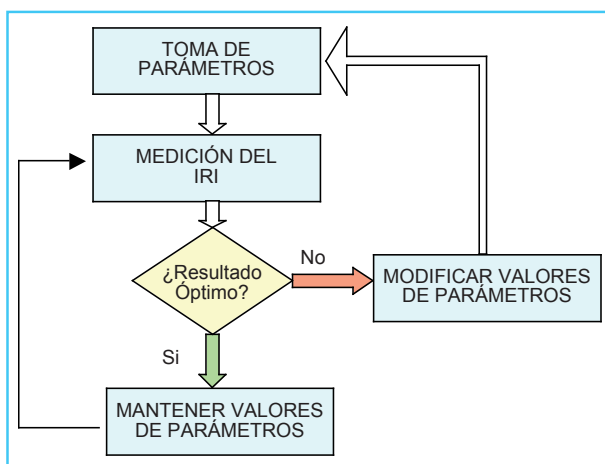 TOMA DE
PARÁMETROS
MEDICIÓN DEL
IRI
¿Resultado
Óptimo?
No
MODIFICAR VALORES
DE PARÁMETROS
Si
MANTENER VALORES
DE PARÁMETROS